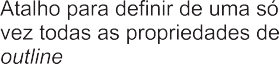 Atalho para definir de uma só
vez todas as propriedades de
outline